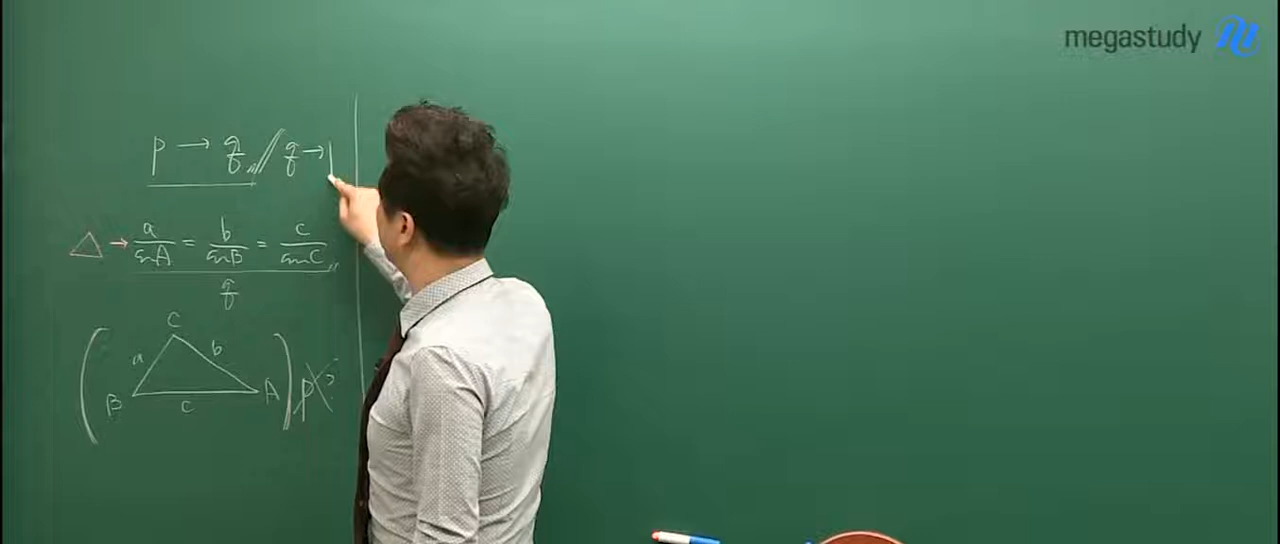 megastudy
p → q // q → p
△ → a/sinA = b/sinB = c/sinC
q
C
a b
B c A
p